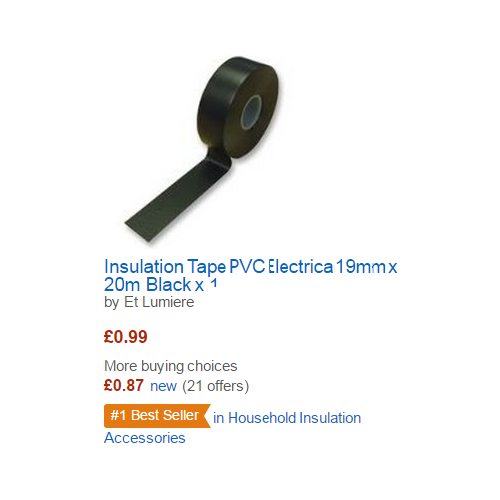 Insulation Tape PVC Electrical 19mm x
20m Black x 1
by Et Lumiere
£0.99
More buying choices
£0.87 new (21 offers)
#1 Best Seller in Household Insulation
Accessories